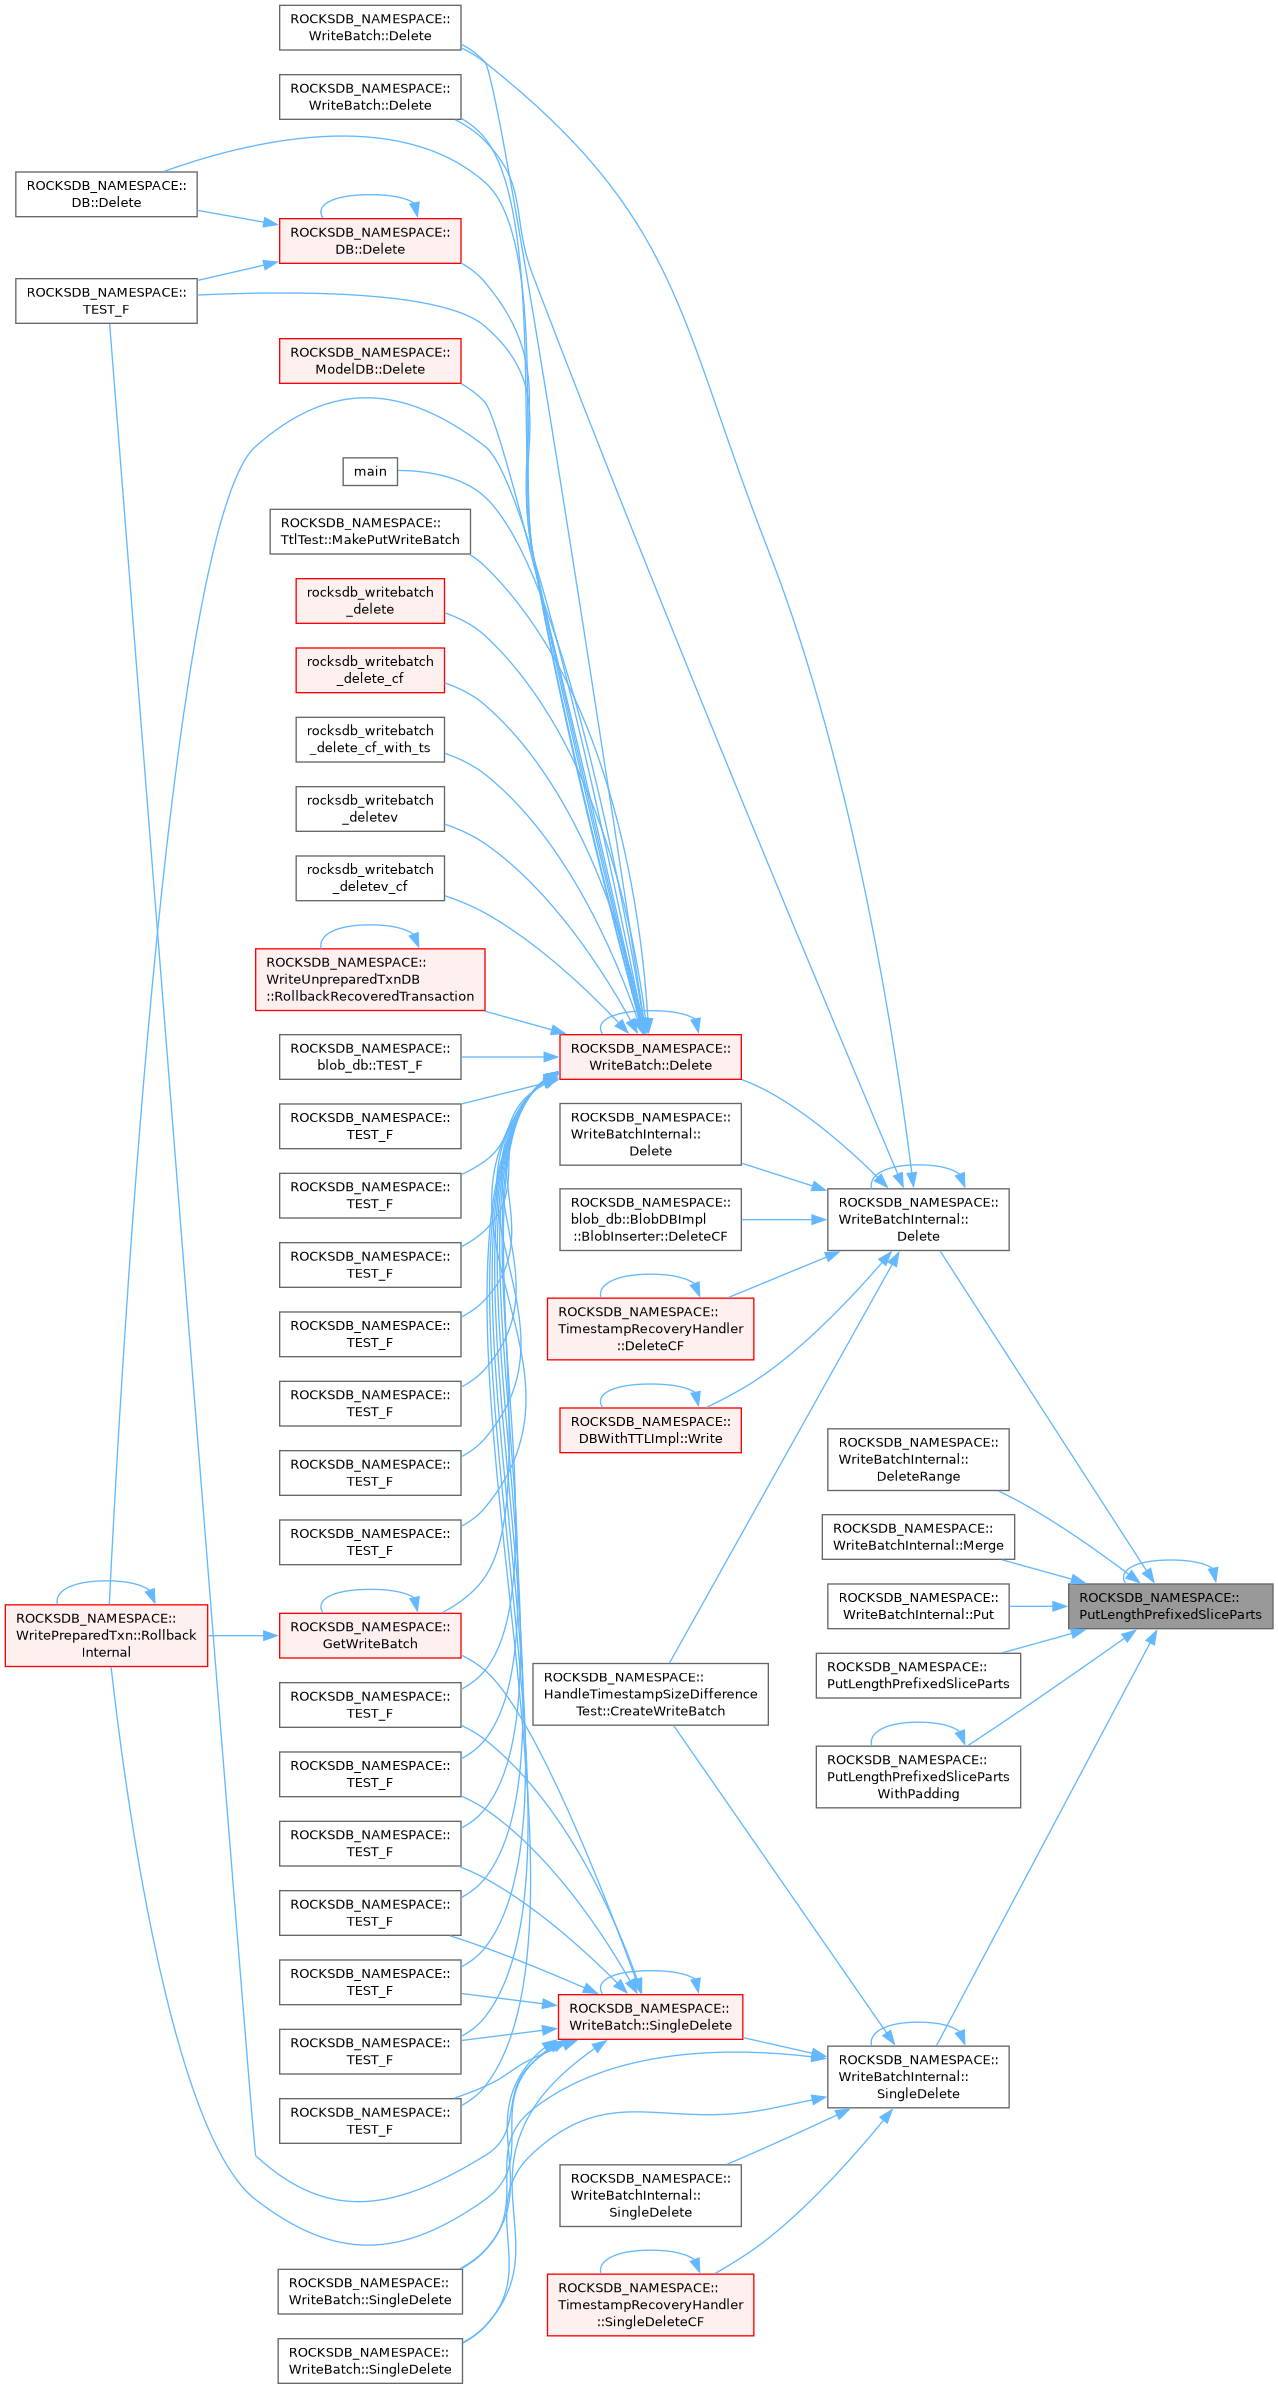 ROCKSDB_NAMESPACE::
WriteBatch::Delete
ROCKSDB_NAMESPACE::
WriteBatch::Delete
ROCKSDB_NAMESPACE::
DB::Delete
ROCKSDB_NAMESPACE::
DB::Delete
ROCKSDB_NAMESPACE::
TEST_F
ROCKSDB_NAMESPACE::
ModelDB::Delete
main
ROCKSDB_NAMESPACE::
TtlTest::MakePutWriteBatch
rocksdb_writebatch
_delete
rocksdb_writebatch
_delete_cf
rocksdb_writebatch
_delete_cf_with_ts
rocksdb_writebatch
_deletev
rocksdb_writebatch
_deletev_cf
ROCKSDB_NAMESPACE::
WriteUnpreparedTxnDB
::RollbackRecoveredTransaction
ROCKSDB_NAMESPACE::
blob_db::TEST_F
ROCKSDB_NAMESPACE::
WriteBatch::Delete
ROCKSDB_NAMESPACE::
TEST_F
ROCKSDB_NAMESPACE::
WriteBatchInternal::
Delete
ROCKSDB_NAMESPACE::
TEST_F
ROCKSDB_NAMESPACE::
blob_db::BlobDBImpl
::BlobInserter::DeleteCF
ROCKSDB_NAMESPACE::
WriteBatchInternal::
Delete
ROCKSDB_NAMESPACE::
TEST_F
ROCKSDB_NAMESPACE::
TimestampRecoveryHandler
::DeleteCF
ROCKSDB_NAMESPACE::
TEST_F
ROCKSDB_NAMESPACE::
TEST_F
ROCKSDB_NAMESPACE::
DBWithTTLImpl::Write
ROCKSDB_NAMESPACE::
WriteBatchInternal::
DeleteRange
ROCKSDB_NAMESPACE::
TEST_F
ROCKSDB_NAMESPACE::
WriteBatchInternal::Merge
ROCKSDB_NAMESPACE::
TEST_F
ROCKSDB_NAMESPACE::
WriteBatchInternal::Put
ROCKSDB_NAMESPACE::
PutLengthPrefixedSliceParts
ROCKSDB_NAMESPACE::
WritePreparedTxn::Rollback
Internal
ROCKSDB_NAMESPACE::
GetWriteBatch
ROCKSDB_NAMESPACE::
PutLengthPrefixedSliceParts
ROCKSDB_NAMESPACE::
HandleTimestampSizeDifference
Test::CreateWriteBatch
ROCKSDB_NAMESPACE::
TEST_F
ROCKSDB_NAMESPACE::
PutLengthPrefixedSliceParts
WithPadding
ROCKSDB_NAMESPACE::
TEST_F
ROCKSDB_NAMESPACE::
TEST_F
ROCKSDB_NAMESPACE::
TEST_F
ROCKSDB_NAMESPACE::
TEST_F
ROCKSDB_NAMESPACE::
WriteBatch::SingleDelete
ROCKSDB_NAMESPACE::
TEST_F
ROCKSDB_NAMESPACE::
WriteBatchInternal::
SingleDelete
ROCKSDB_NAMESPACE::
TEST_F
ROCKSDB_NAMESPACE::
WriteBatchInternal::
SingleDelete
ROCKSDB_NAMESPACE::
WriteBatch::SingleDelete
ROCKSDB_NAMESPACE::
TimestampRecoveryHandler
::SingleDeleteCF
ROCKSDB_NAMESPACE::
WriteBatch::SingleDelete